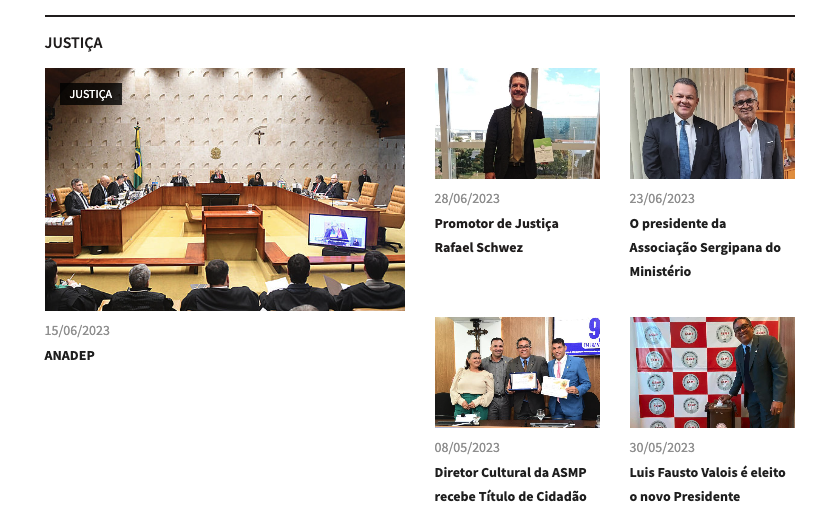 JUSTIÇA
JUSTIÇA
15/06/2023
ANADEP
28/06/2023
Promotor de Justiça
Rafael Schwez
23/06/2023
O presidente da
Associação Sergipana do
Ministério
08/05/2023
Diretor Cultural da ASMP
recebe Título de Cidadão
30/05/2023
Luis Fausto Valois é eleito
o novo Presidente